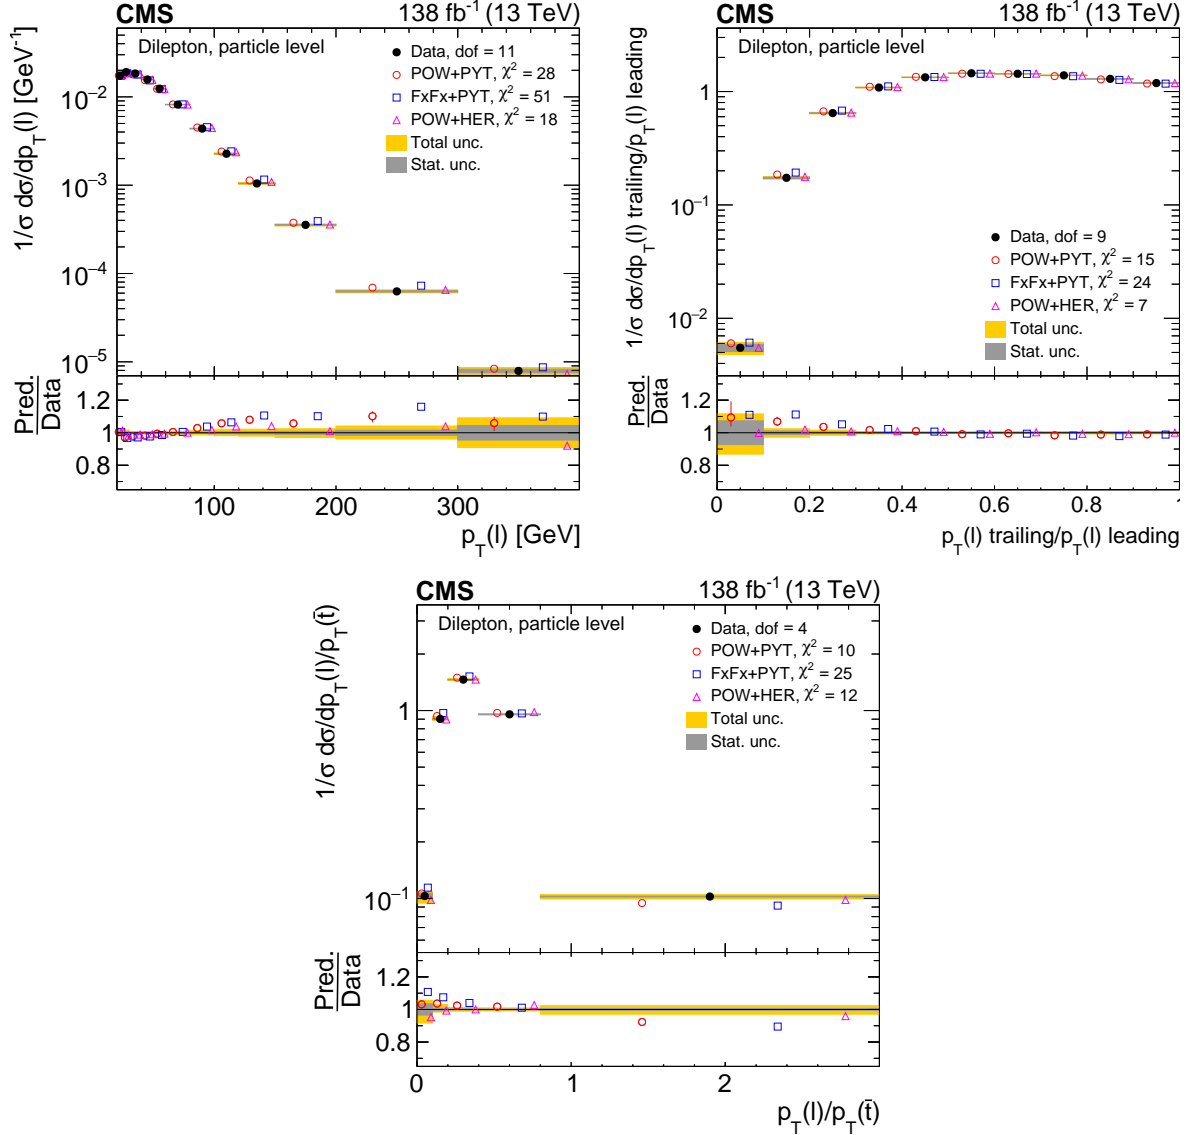 CMS 138 fb⁻¹ (13 TeV)
Dilepton, particle level
Data, dof = 11
POW+PYT, χ² = 28
FxFx+PYT, χ² = 51
POW+HER, χ² = 18
Total unc.
Stat. unc.
1/σ dσ/dp_T(l) [GeV⁻¹]
10⁻²
10⁻³
10⁻⁴
10⁻⁵
Pred.
Data
1.2
1
0.8
100 200 300
p_T(l) [GeV]
CMS 138 fb⁻¹ (13 TeV)
Dilepton, particle level
1/σ dσ/dp_T(l) trailing/p_T(l) leading
1
10⁻¹
10⁻²
Data, dof = 9
POW+PYT, χ² = 15
FxFx+PYT, χ² = 24
POW+HER, χ² = 7
Total unc.
Stat. unc.
Pred.
Data
1.2
1
0.8
0 0.2 0.4 0.6 0.8 1
p_T(l) trailing/p_T(l) leading
CMS 138 fb⁻¹ (13 TeV)
Dilepton, particle level
Data, dof = 4
POW+PYT, χ² = 10
FxFx+PYT, χ² = 25
POW+HER, χ² = 12
Total unc.
Stat. unc.
1/σ dσ/dp_T(l)/p_T(t̄)
1
10⁻¹
Pred.
Data
1.2
1
0.8
0 1 2
p_T(l)/p_T(t̄)